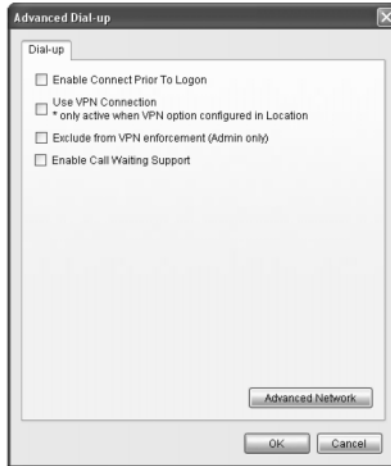 Advanced Dial-up
Dial-up
Enable Connect Prior To Logon
Use VPN Connection
* only active when VPN option configured in Location
Exclude from VPN enforcement (Admin only)
Enable Call Waiting Support
Advanced Network
OK
Cancel